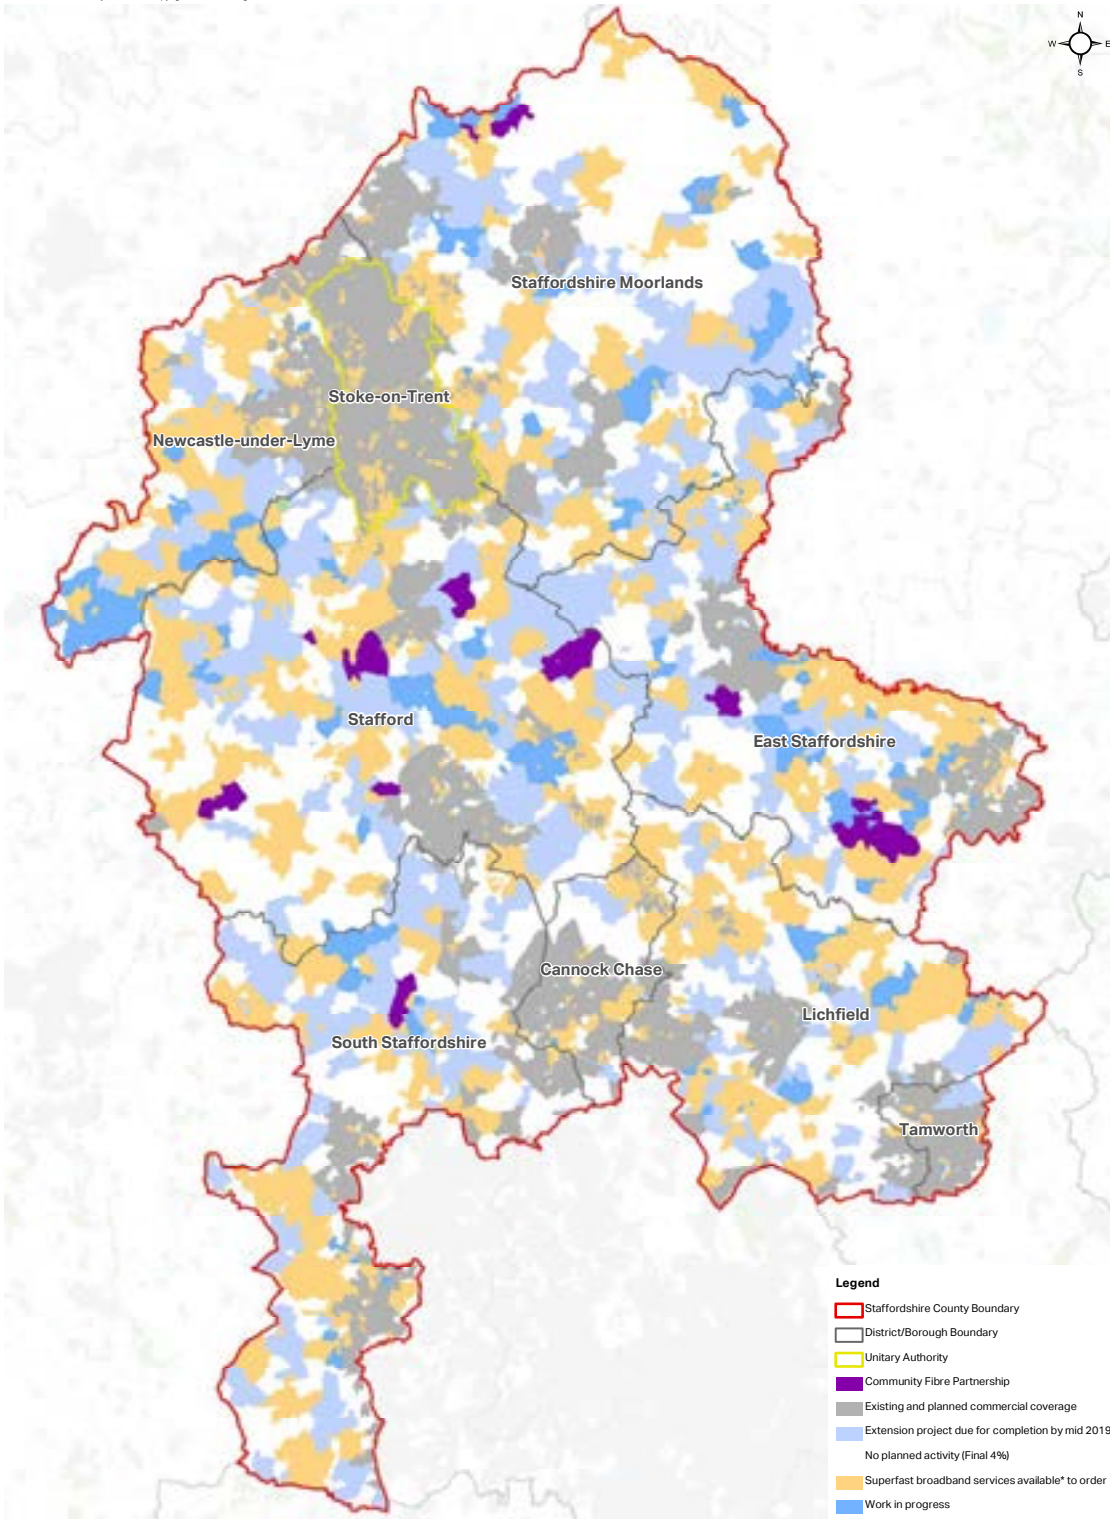 N
W E
S
Staffordshire Moorlands
Stoke-on-Trent
Newcastle-under-Lyme
Stafford
East Staffordshire
Cannock Chase
Lichfield
South Staffordshire
Tamworth
Legend
Staffordshire County Boundary
District/Borough Boundary
Unitary Authority
Community Fibre Partnership
Existing and planned commercial coverage
Extension project due for completion by mid 2019
No planned activity (Final 4%)
Superfast broadband services available* to order
Work in progress